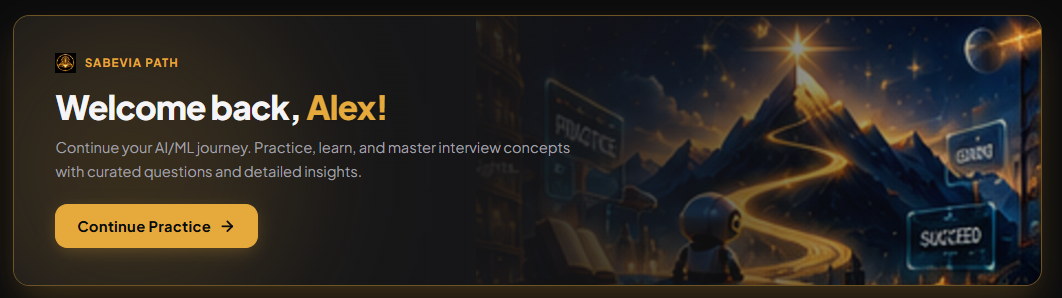 SABEVIA PATH
Welcome back, Alex!
Continue your AI/ML journey. Practice, learn, and master interview concepts
with curated questions and detailed insights.
Continue Practice →
PRACTICE
SUCCEED